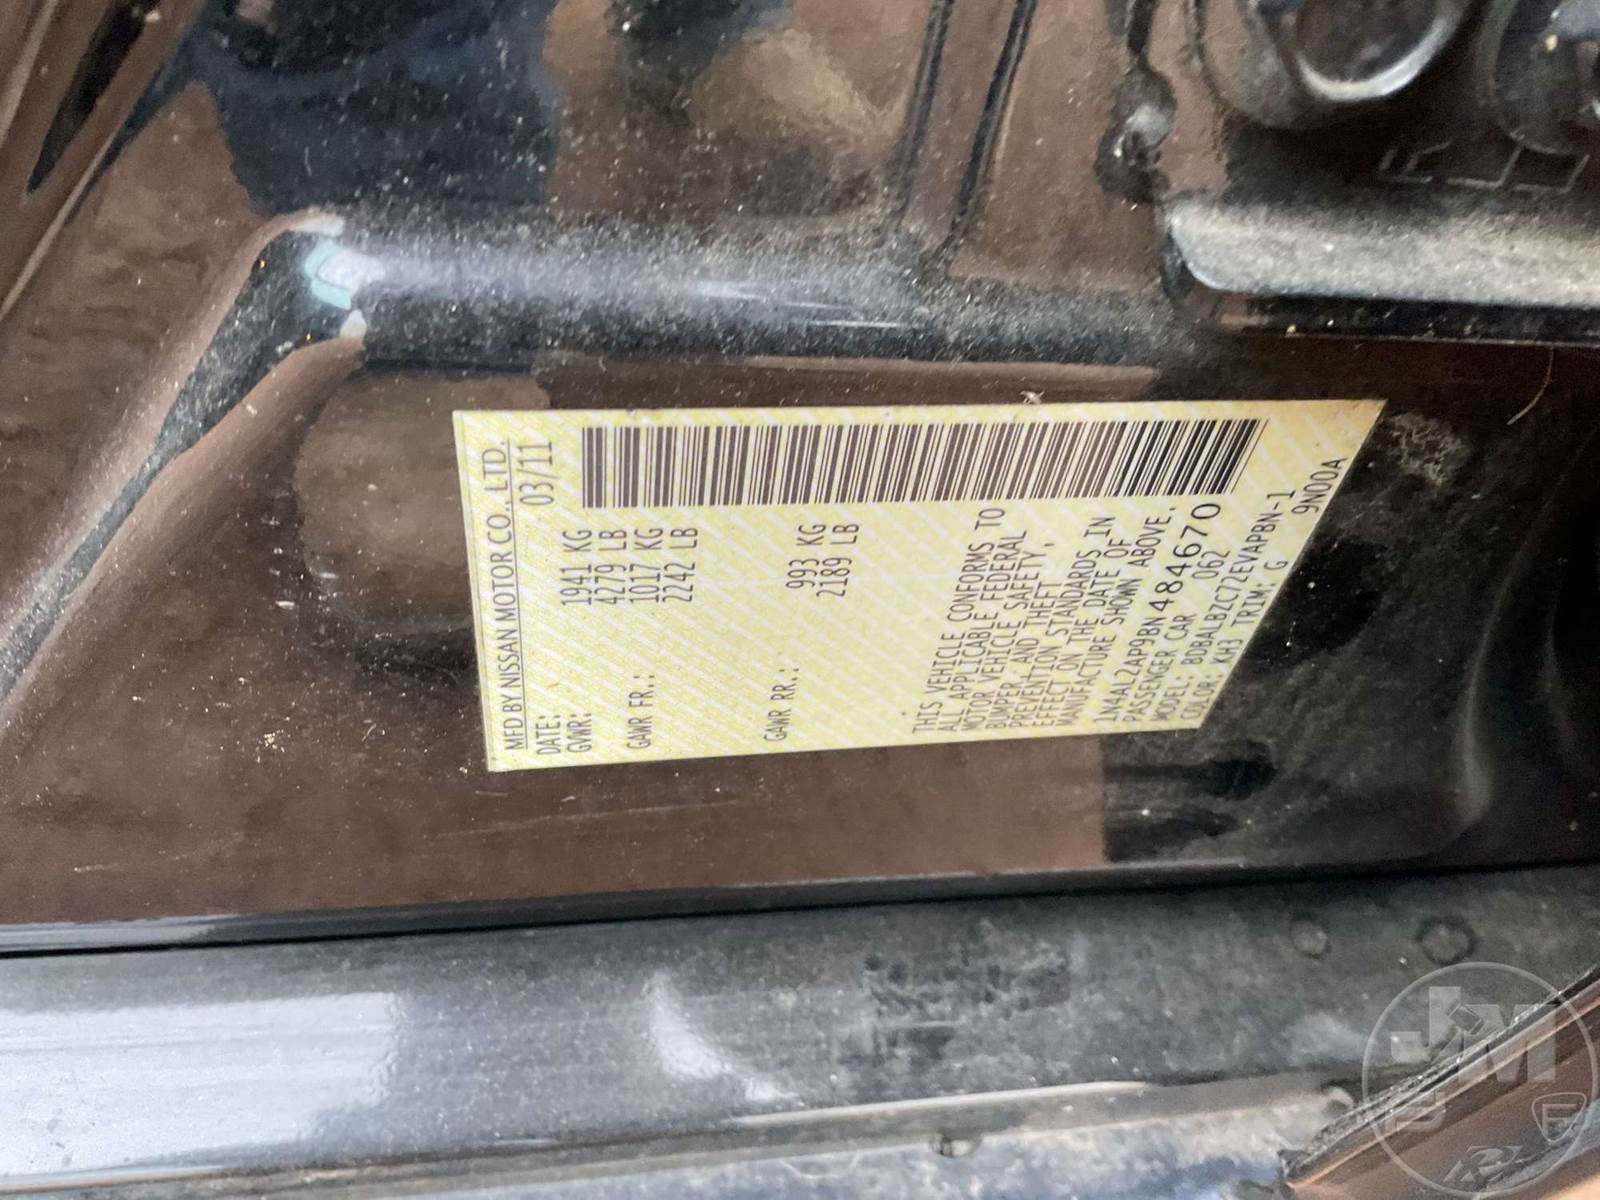 MFD BY NISSAN MOTOR CO., LTD.
DATE: 03/11
GVWR: 1941 KG
4279 LB
GAWR FR.: 1017 KG
2242 LB
GAWR RR.: 993 KG
2189 LB
THIS VEHICLE CONFORMS TO
ALL APPLICABLE FEDERAL
MOTOR VEHICLE SAFETY,
BUMPER, AND THEFT
PREVENTION STANDARDS IN
EFFECT ON THE DATE OF
MANUFACTURE SHOWN ABOVE.
1N4AL2AP9BN484670
PASSENGER CAR 062
MODEL: BDBALBZC72EVAPBN-1
COLOR: KH3 TRIM: G 9N00A
JM